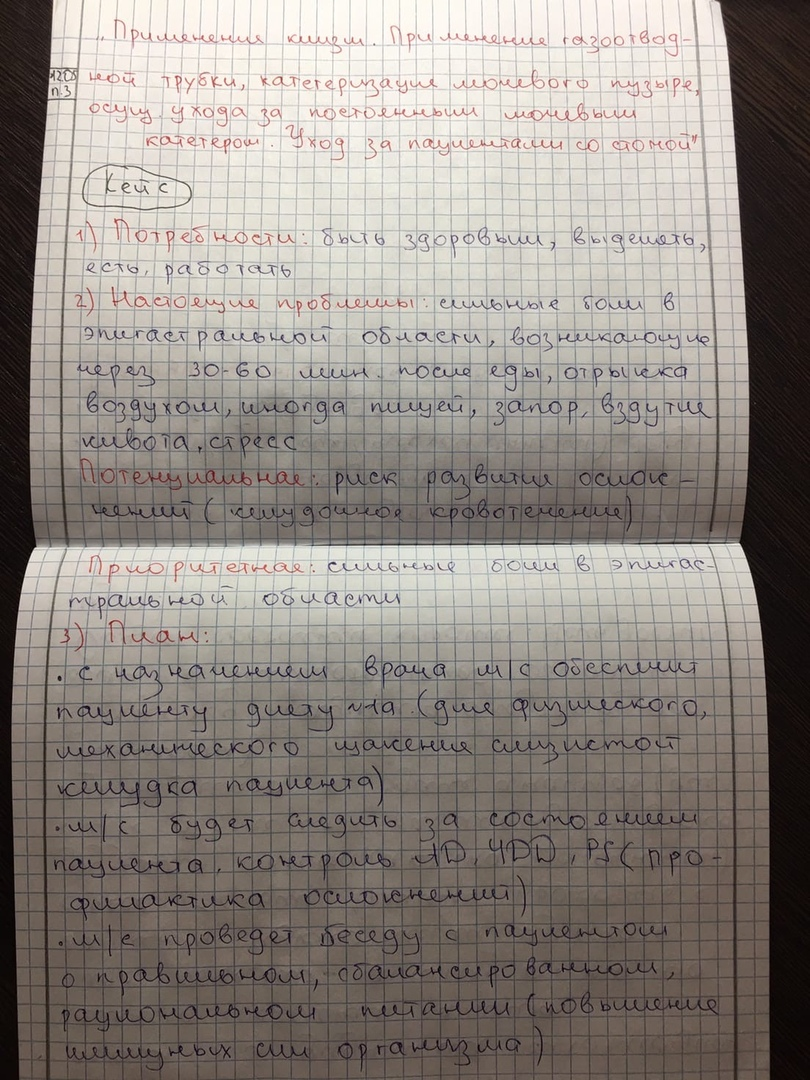 „Применения клизм. Применение газоотвод-
ной трубки, катетеризация мочевого пузыря,
осущ. ухода за постоянным мочевым
катетером. Уход за пациентами со стомой"
п.3
Кейс
1) Потребности: быть здоровым, выделять,
есть, работать
2) Настоящие проблемы: сильные боли в
эпигастральной области, возникающие
через 30-60 мин. после еды, отрыжка
воздухом, иногда пищей, запор, вздутие
живота, стресс
Потенциальная: риск развития ослож-
нений (желудочное кровотечение)
Приоритетная: сильные боли в эпигас-
тральной области
3) План:
• с назначением врача м/с обеспечит
пациенту диету №1а (для физического,
механического щажения слизистой
желудка пациента)
• м/с будет следить за состоянием
пациента, контроль АД, ЧДД, PS (про-
филактика осложнений)
• м/с проведет беседу с пациентом
о правильном, сбалансированном,
рациональном питании (повышение
иммунных сил организма)